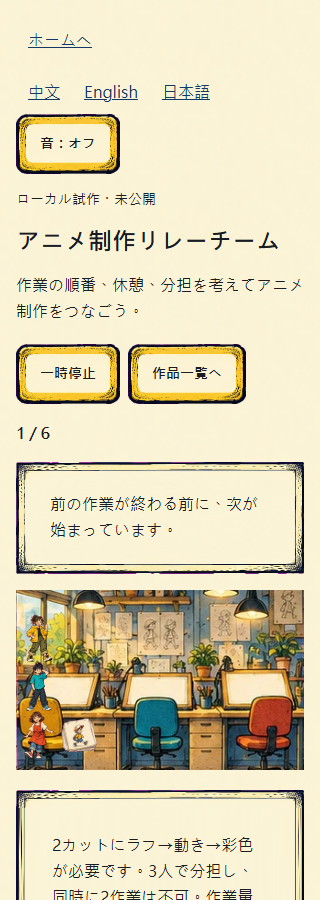 ホームへ
中文 English 日本語
音：オフ
ローカル試作・未公開
アニメ制作リレーチーム
作業の順番、休憩、分担を考えてアニメ
制作をつなごう。
一時停止 作品一覧へ
1 / 6
前の作業が終わる前に、次が
始まっています。
2カットにラフ→動き→彩色
が必要です。3人で分担し、
同時に2作業は不可。作業量